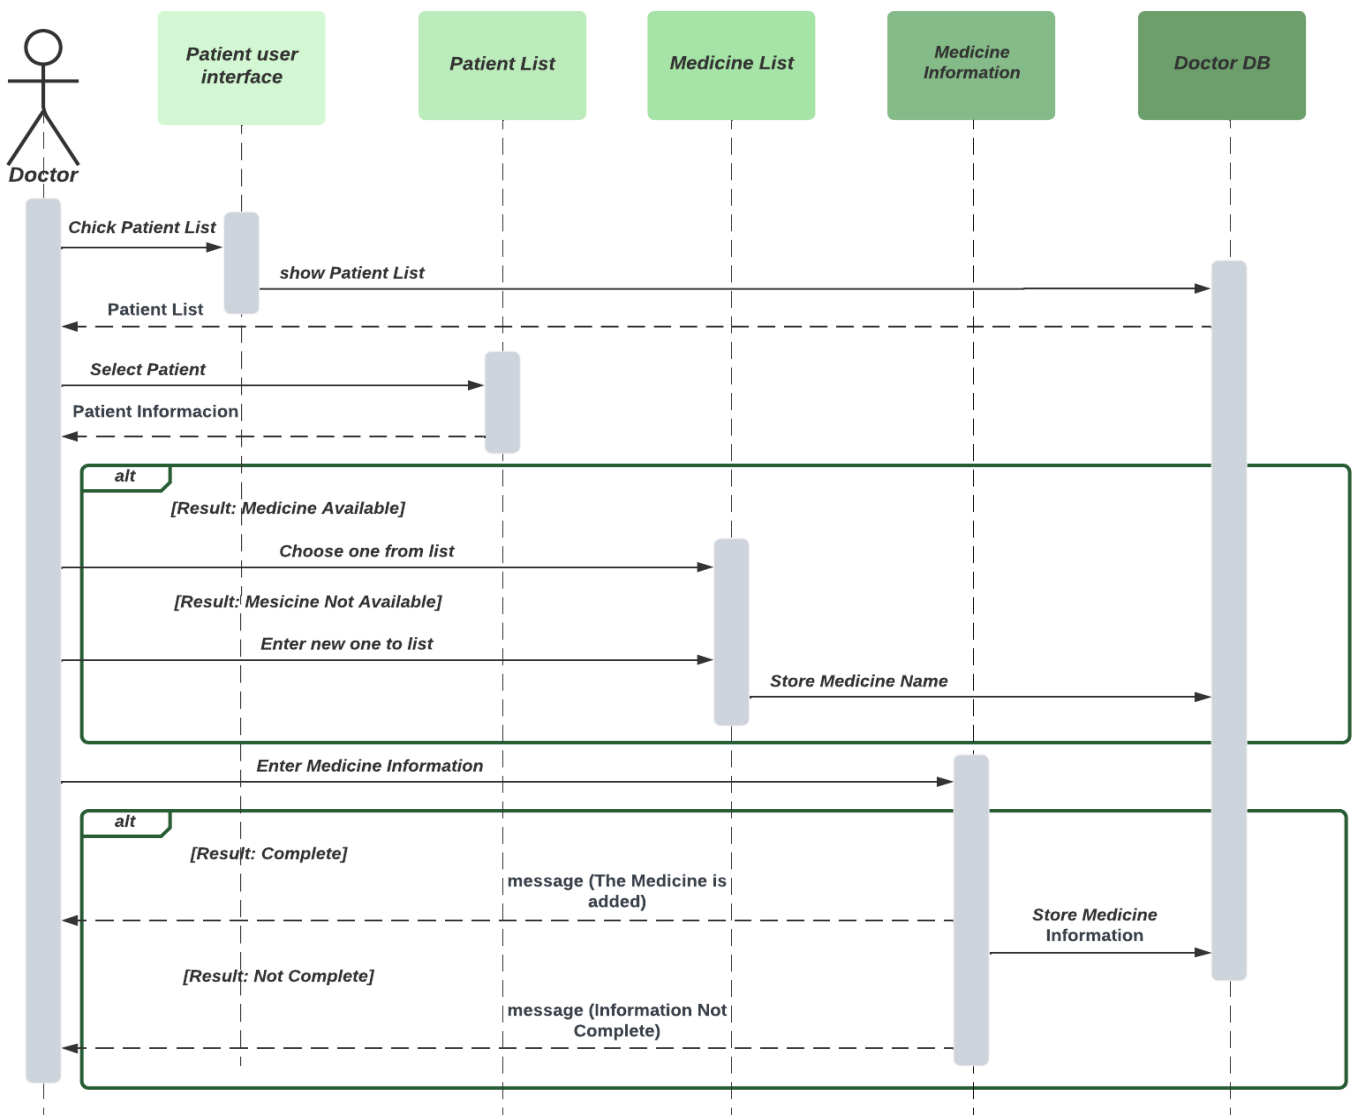 Patient user
interface
Patient List
Medicine List
Medicine
Information
Doctor DB
Doctor
Chick Patient List
show Patient List
Patient List
Select Patient
Patient Informacion
alt
[Result: Medicine Available]
Choose one from list
[Result: Mesicine Not Available]
Enter new one to list
Store Medicine Name
Enter Medicine Information
alt
[Result: Complete]
message (The Medicine is
added)
Store Medicine
Information
[Result: Not Complete]
message (Information Not
Complete)